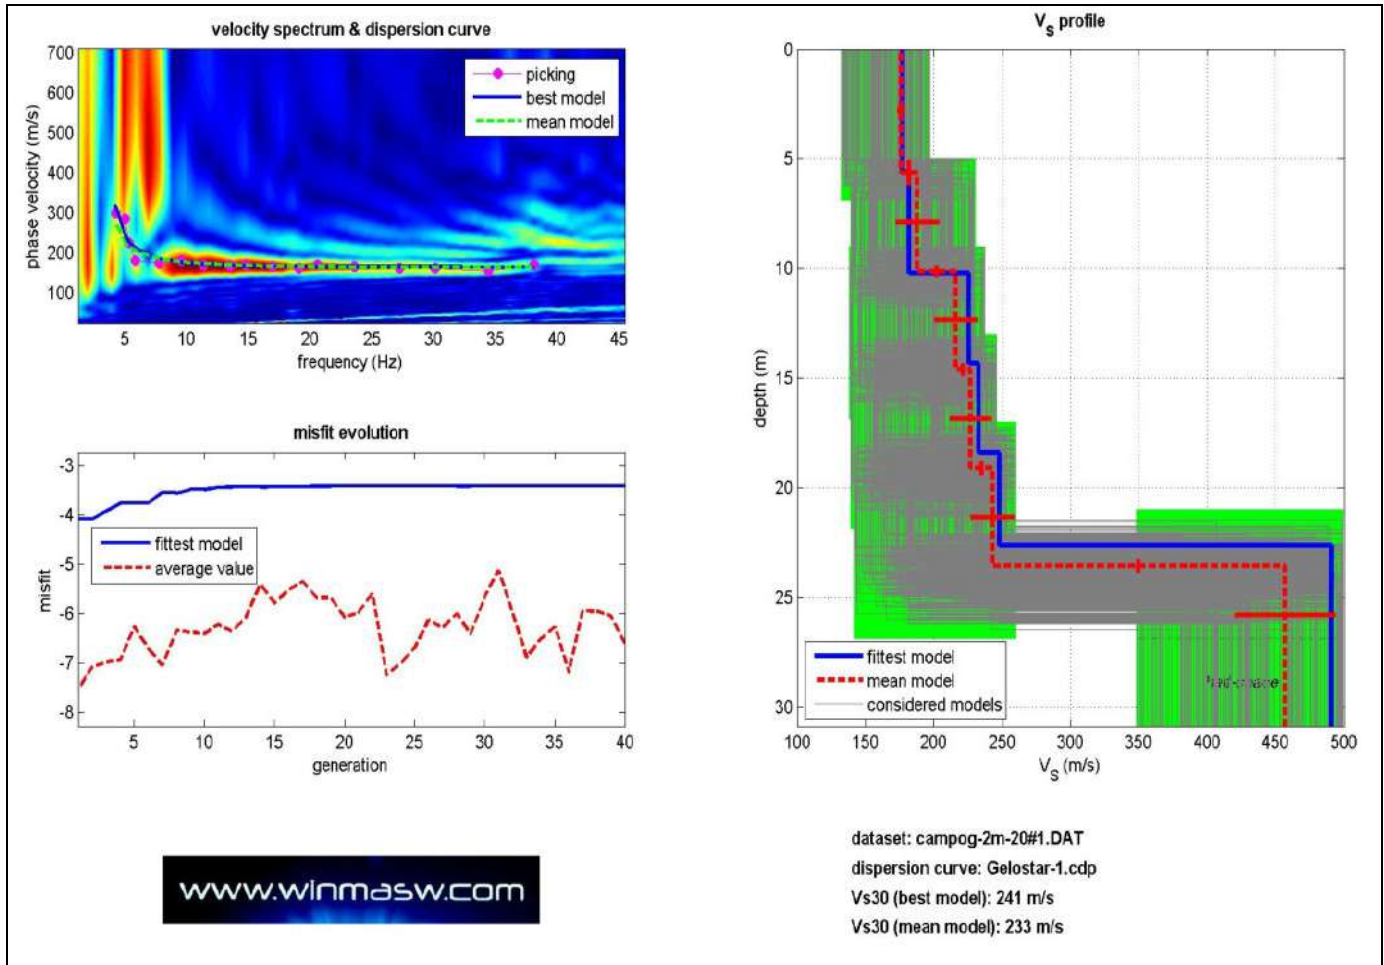 velocity spectrum & dispersion curve
700
600
500
400
300
200
100
phase velocity (m/s)
picking
best model
mean model
5 10 15 20 25 30 35 40 45
frequency (Hz)
misfit evolution
-3
-4
-5
-6
-7
-8
misfit
fittest model
average value
5 10 15 20 25 30 35 40
generation
www.winmasw.com
VS profile
0
5
10
15
20
25
30
depth (m)
fittest model
mean model
considered models
100 150 200 250 300 350 400 450 500
VS (m/s)
dataset: campog-2m-20#1.DAT
dispersion curve: Gelostar-1.cdp
Vs30 (best model): 241 m/s
Vs30 (mean model): 233 m/s